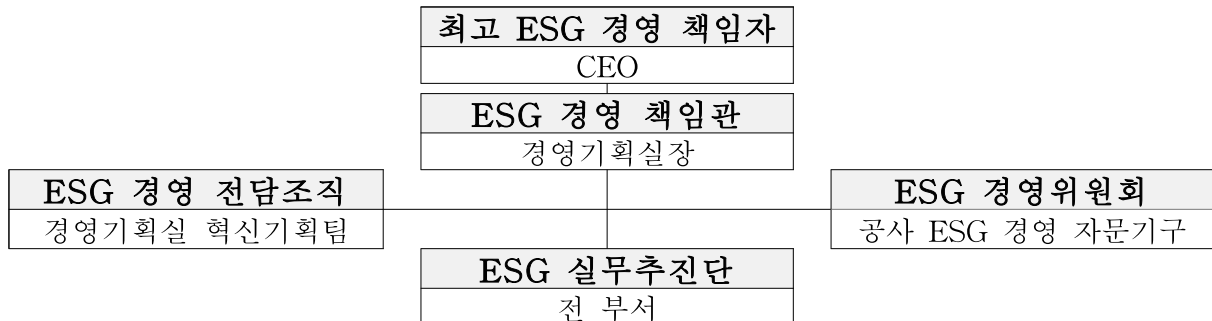 최고 ESG 경영 책임자
CEO
ESG 경영 책임관
경영기획실장
ESG 경영 전담조직
경영기획실 혁신기획팀
ESG 경영위원회
공사 ESG 경영 자문기구
ESG 실무추진단
전 부서